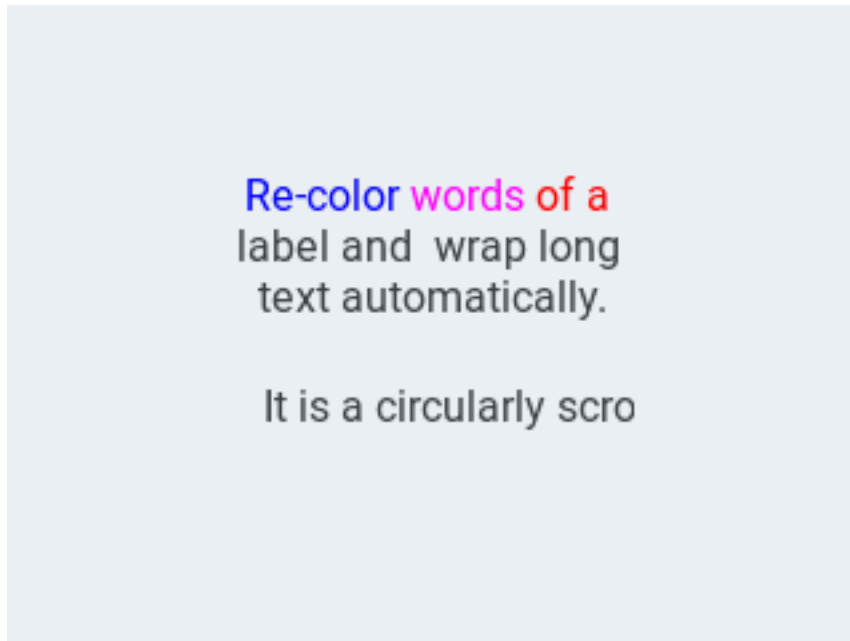 Re-color words of a
label and  wrap long
text automatically.
It is a circularly scro